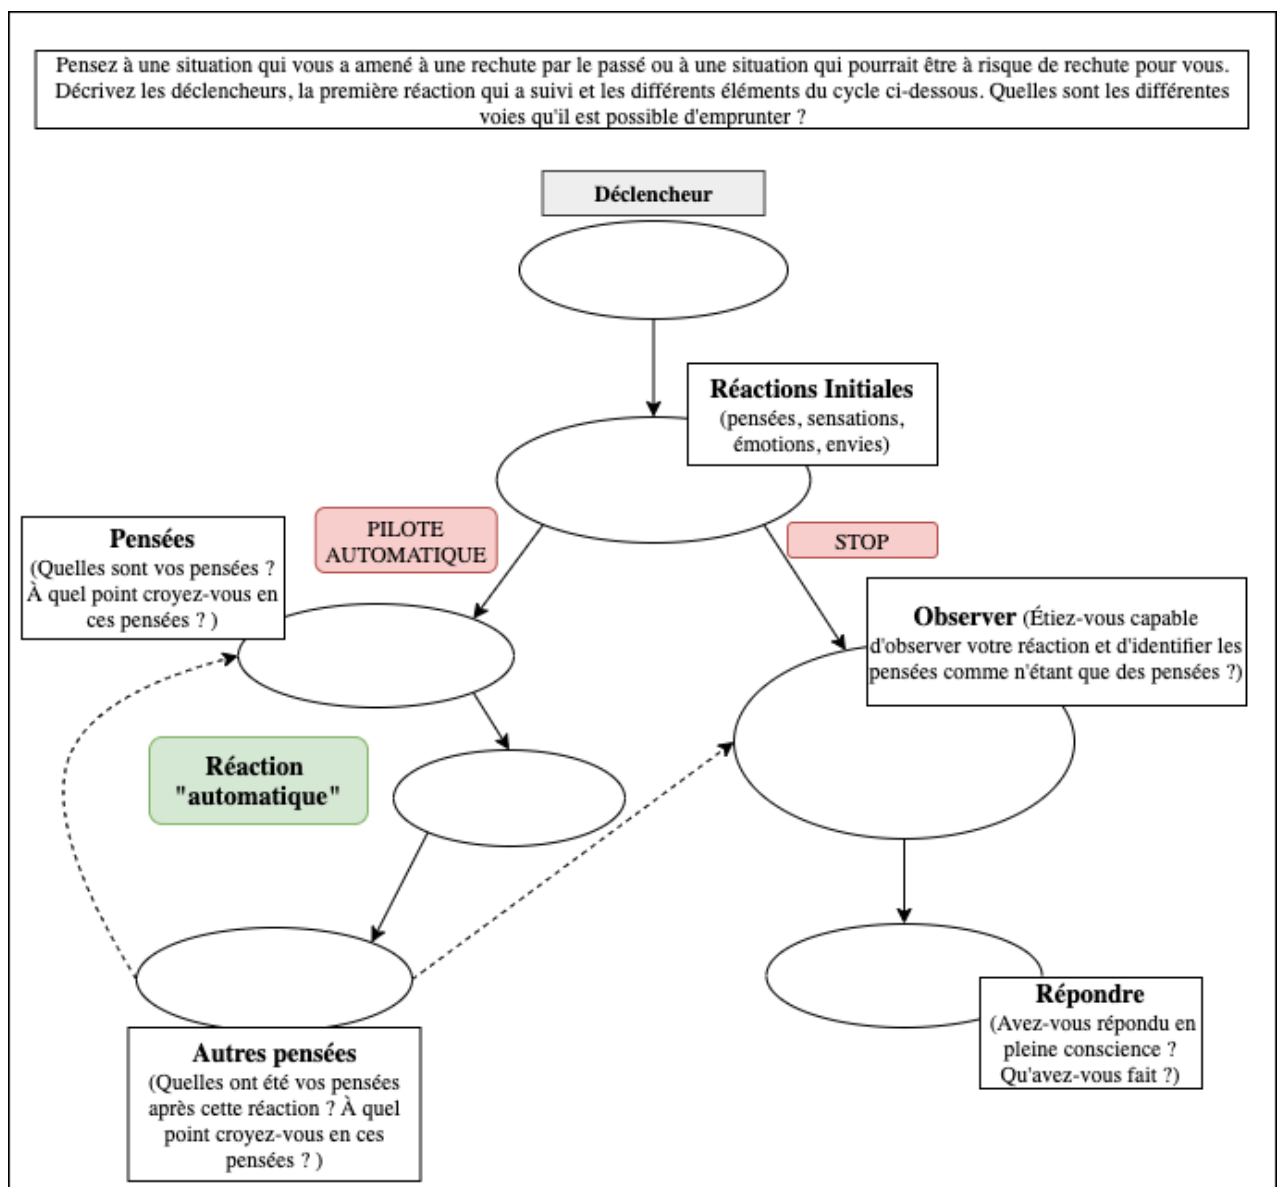 Pensez à une situation qui vous a amené à une rechute par le passé ou à une situation qui pourrait être à risque de rechute pour vous.
Décrivez les déclencheurs, la première réaction qui a suivi et les différents éléments du cycle ci-dessous. Quelles sont les différentes
voies qu'il est possible d'emprunter ?
Déclencheur
Réactions Initiales
(pensées, sensations,
émotions, envies)
PILOTE
AUTOMATIQUE
STOP
Pensées
(Quelles sont vos pensées ?
À quel point croyez-vous en
ces pensées ? )
Observer (Étiez-vous capable
d'observer votre réaction et d'identifier les
pensées comme n'étant que des pensées ?)
Réaction
"automatique"
Répondre
(Avez-vous répondu en
pleine conscience ?
Qu'avez-vous fait ?)
Autres pensées
(Quelles ont été vos pensées
après cette réaction ? À quel
point croyez-vous en ces
pensées ? )